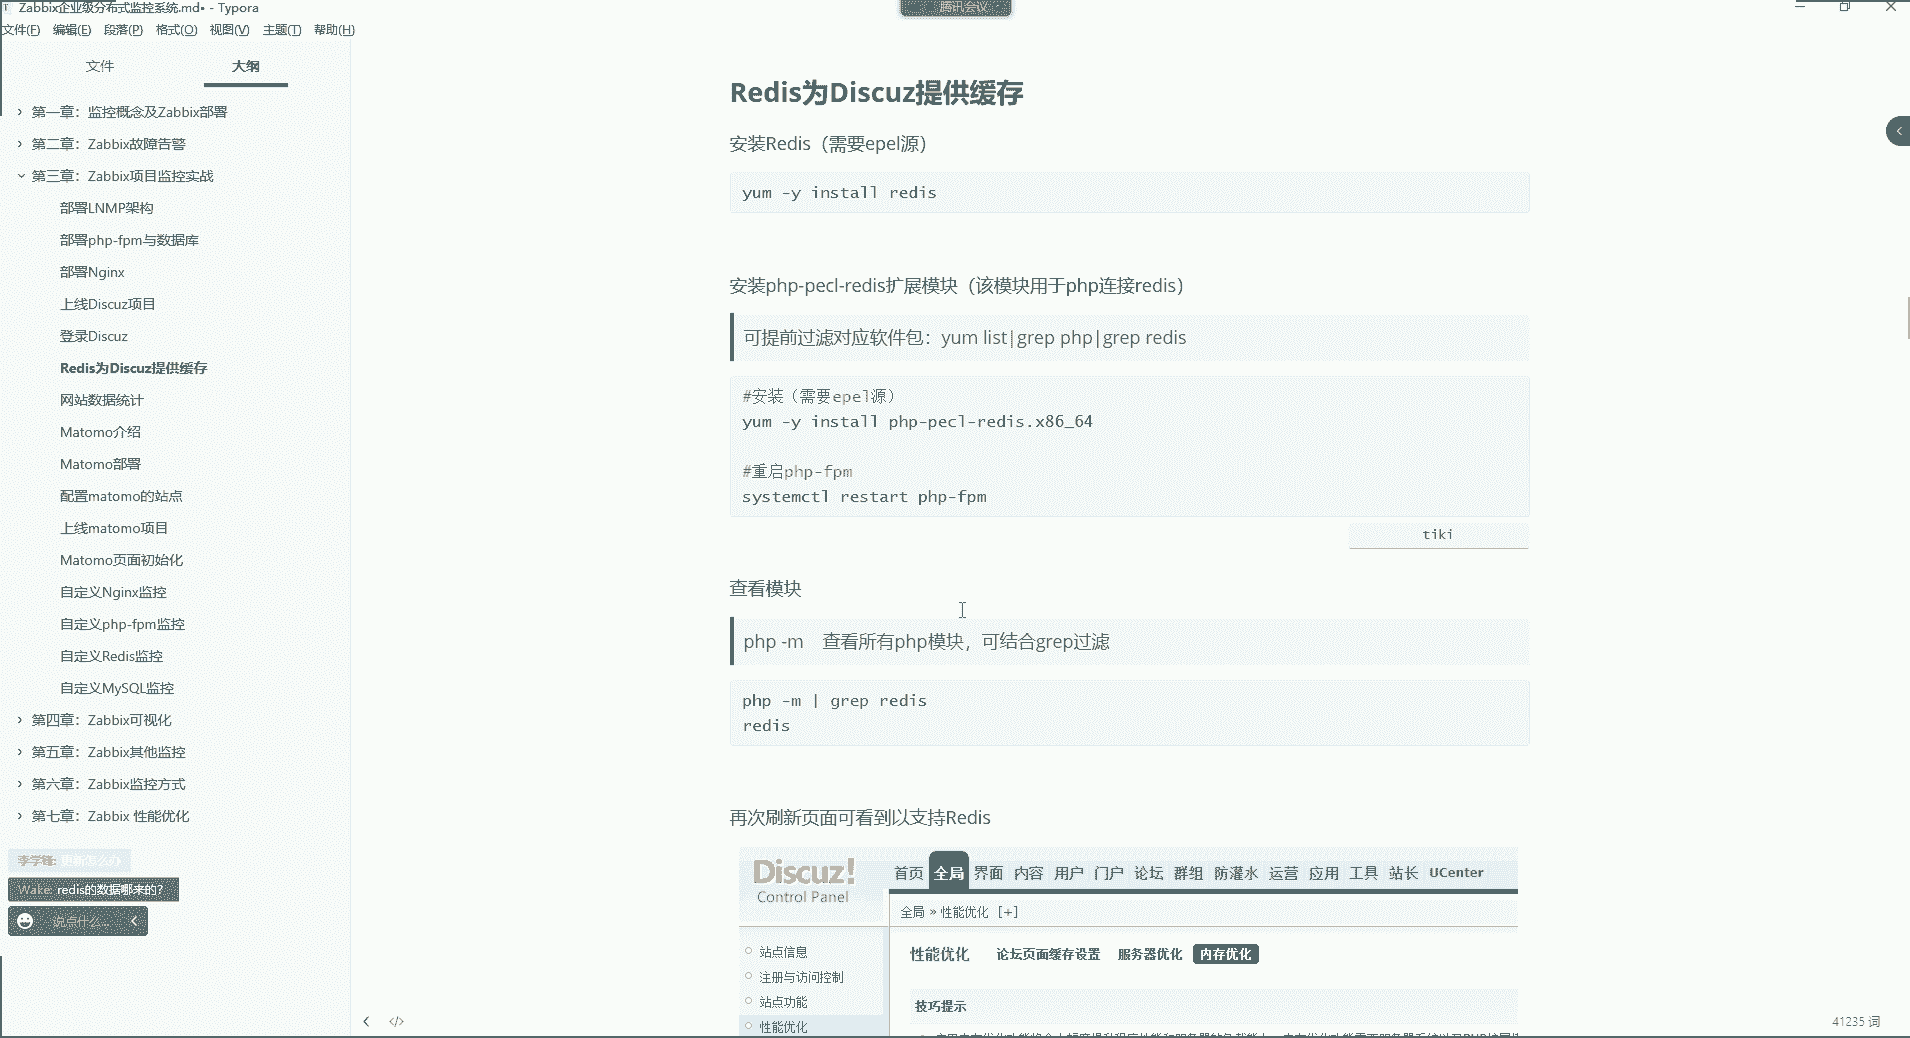 Zabbix企业级分布式监控系统.md• - Typora
腾讯会议
文件(F) 编辑(E) 段落(P) 格式(O) 视图(V) 主题(T) 帮助(H)
文件 大纲
第一章：监控概念及Zabbix部署
第二章：Zabbix故障告警
第三章：Zabbix项目监控实战
部署LNMP架构
部署php-fpm与数据库
部署Nginx
上线Discuz项目
登录Discuz
Redis为Discuz提供缓存
网站数据统计
Matomo介绍
Matomo部署
配置matomo的站点
上线matomo项目
Matomo页面初始化
自定义Nginx监控
自定义php-fpm监控
自定义Redis监控
自定义MySQL监控
第四章：Zabbix可视化
第五章：Zabbix其他监控
第六章：Zabbix监控方式
第七章：Zabbix 性能优化
李学锋: 更新怎么办
Wake: redis的数据哪来的?
说点什么...
Redis为Discuz提供缓存
安装Redis（需要epel源）
yum -y install redis
安装php-pecl-redis扩展模块（该模块用于php连接redis）
可提前过滤对应软件包：yum list|grep php|grep redis
#安装（需要epel源）
yum -y install php-pecl-redis.x86_64
#重启php-fpm
systemctl restart php-fpm
tiki
查看模块
php -m 查看所有php模块，可结合grep过滤
php -m | grep redis
redis
再次刷新页面可看到以支持Redis
Discuz!
Control Panel
首页 全局 界面 内容 用户 门户 论坛 群组 防灌水 运营 应用 工具 站长 UCenter
全局 » 性能优化 [+]
性能优化 论坛页面缓存设置 服务器优化 内存优化
站点信息
注册与访问控制
站点功能
性能优化
技巧提示
41235 词